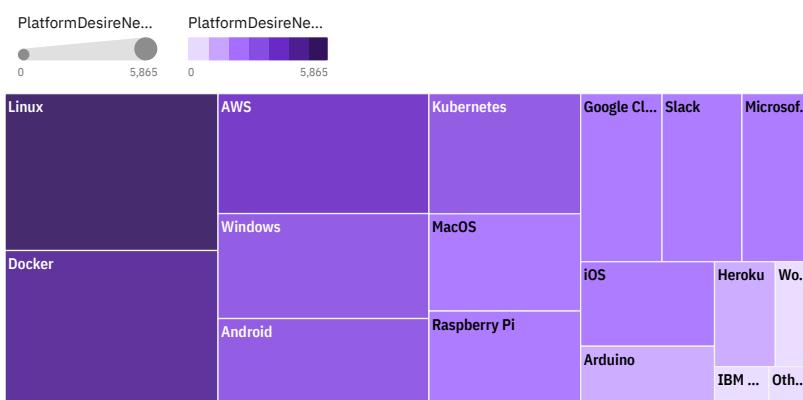 PlatformDesireNe... PlatformDesireNe...
0 5,865 0 5,865
Linux
AWS
Kubernetes
Google Cl...
Slack
Microsof.
Windows
MacOS
Docker
iOS
Heroku
Wo.
Raspberry Pi
Android
Arduino
IBM ...
Oth..